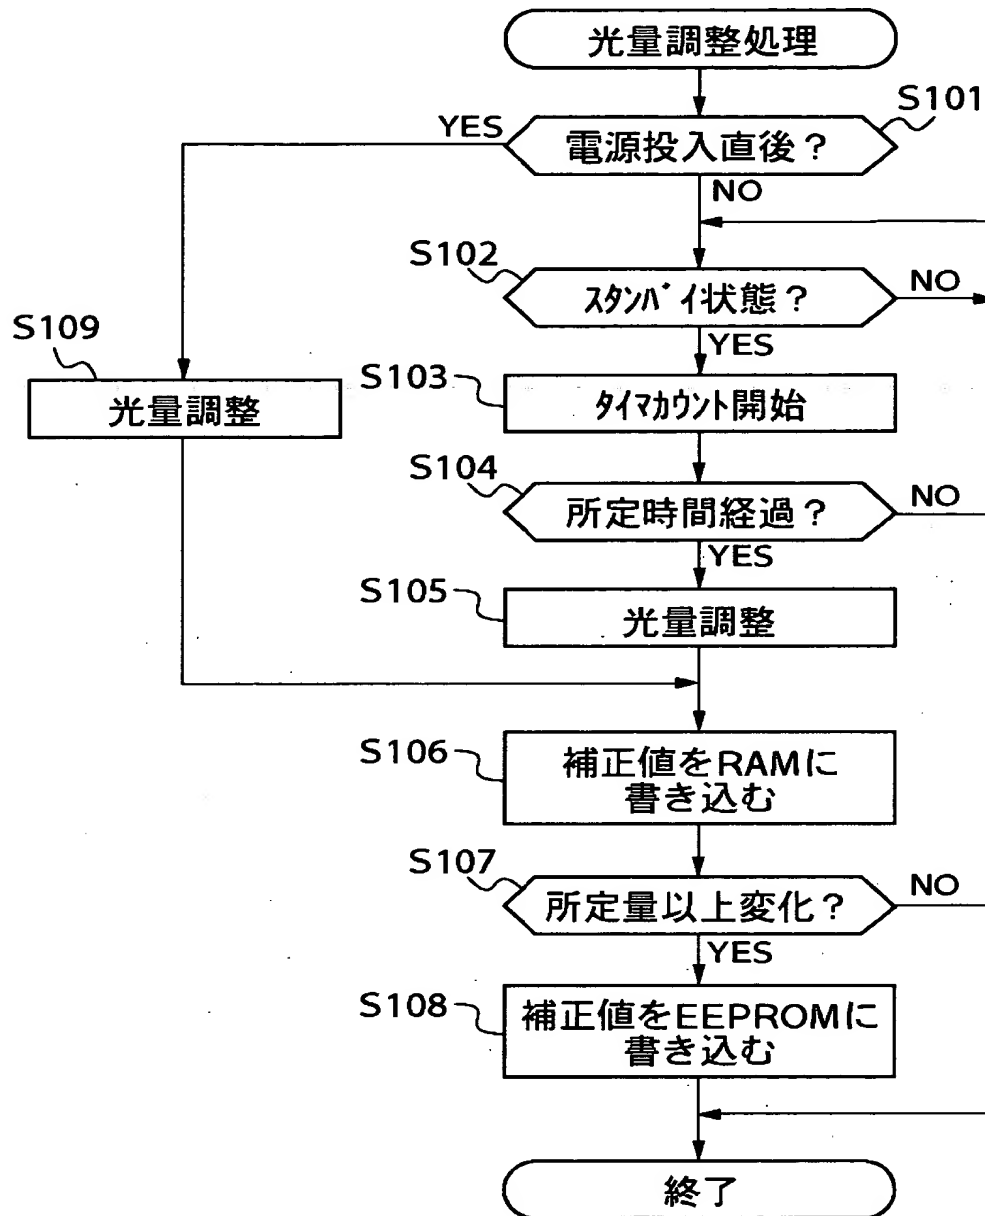 光量調整処理
S101
YES
電源投入直後？
NO
S102
NO
ｽﾀﾝﾊﾞｲ状態？
YES
S109
S103
光量調整
ﾀｲﾏｶｳﾝﾄ開始
S104
NO
所定時間経過？
YES
S105
光量調整
S106
補正値をRAMに
書き込む
S107
NO
所定量以上変化？
YES
S108
補正値をEEPROMに
書き込む
終了